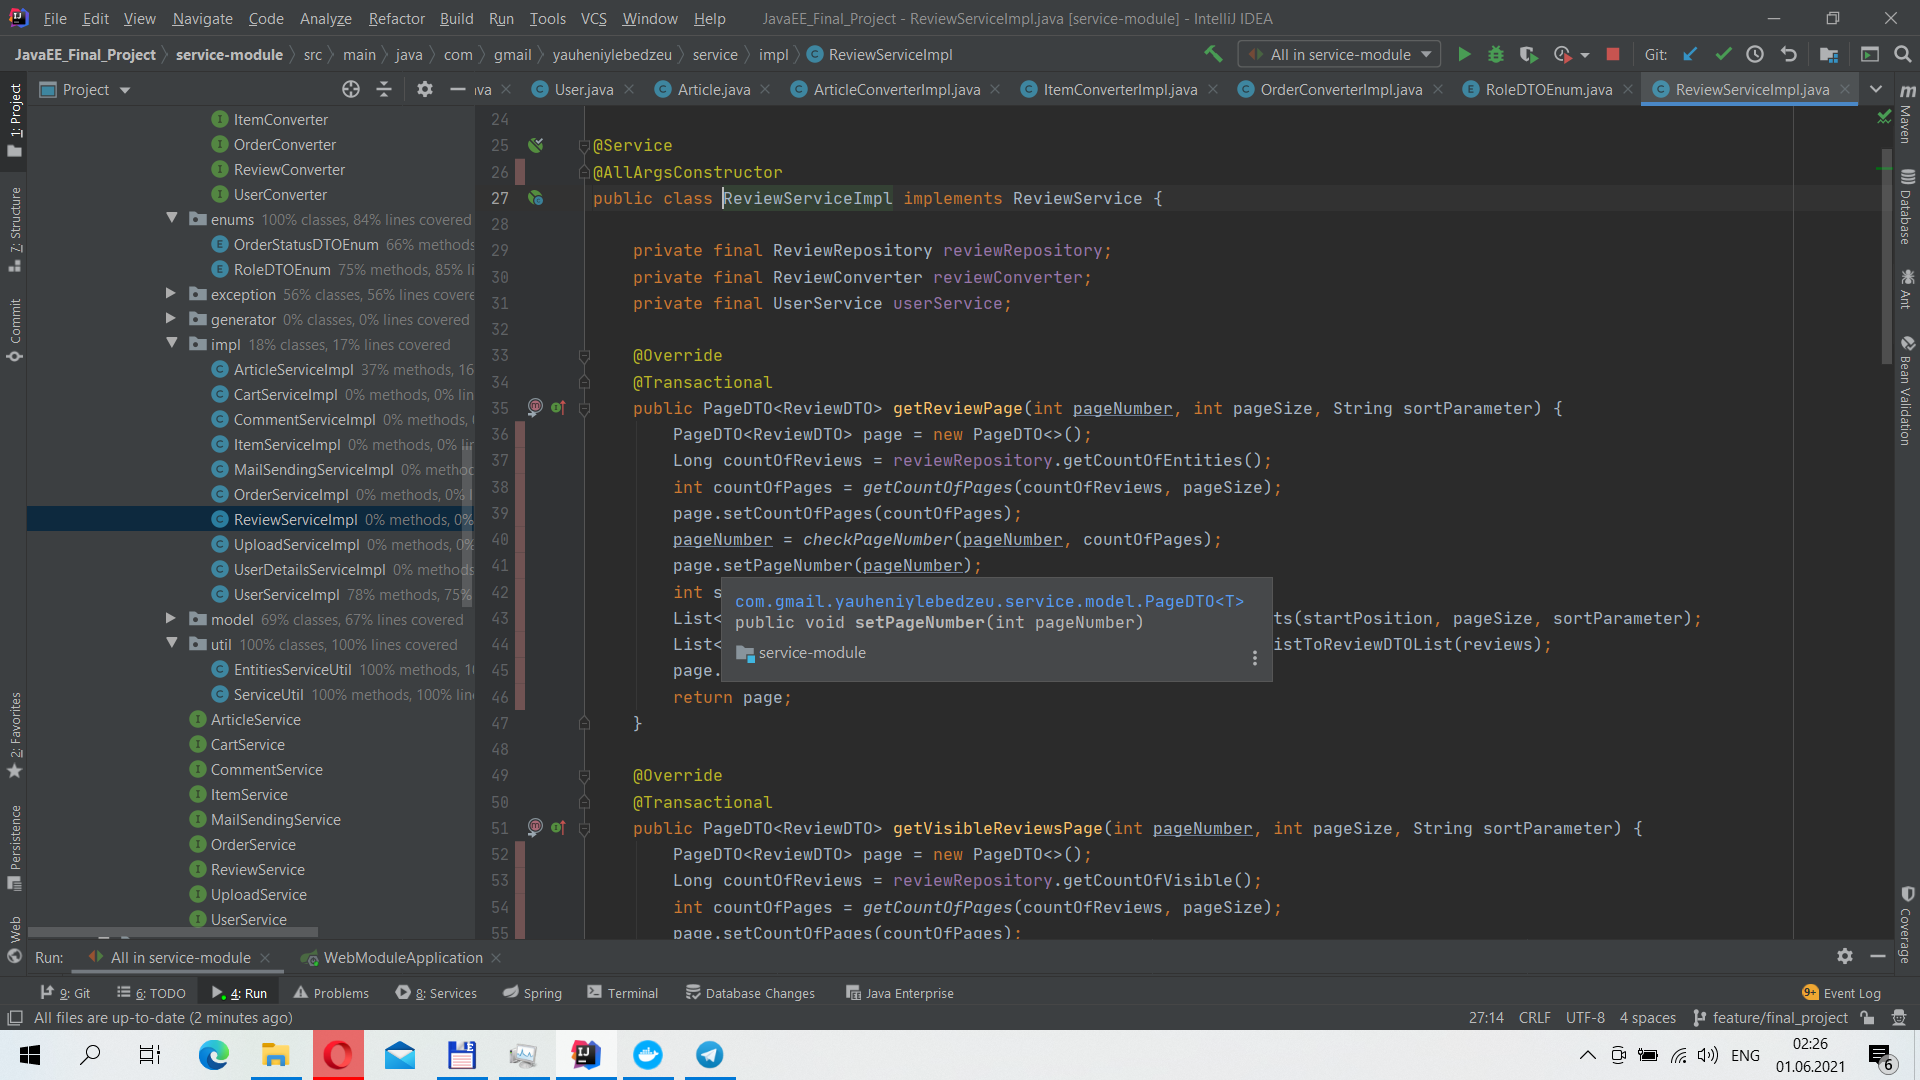 File Edit View Navigate Code Analyze Refactor Build Run Tools VCS Window Help JavaEE_Final_Project - ReviewServiceImpl.java [service-module] - IntelliJ IDEA
JavaEE_Final_Project service-module src main java com gmail yauheniylebedzeu service impl ReviewServiceImpl All in service-module Git:
Project
va User.java Article.java ArticleConverterImpl.java ItemConverterImpl.java OrderConverterImpl.java RoleDTOEnum.java ReviewServiceImpl.java
1: Project
7: Structure
Commit
2: Favorites
Persistence
Web
ItemConverter
OrderConverter
ReviewConverter
UserConverter
enums 100% classes, 84% lines covered
OrderStatusDTOEnum 66% methods
RoleDTOEnum 75% methods, 85% li
exception 56% classes, 56% lines covere
generator 0% classes, 0% lines covered
impl 18% classes, 17% lines covered
ArticleServiceImpl 37% methods, 16
CartServiceImpl 0% methods, 0% lin
CommentServiceImpl 0% methods,
ItemServiceImpl 0% methods, 0% lin
MailSendingServiceImpl 0% method
OrderServiceImpl 0% methods, 0% l
ReviewServiceImpl 0% methods, 0%
UploadServiceImpl 0% methods, 0%
UserDetailsServiceImpl 0% methods
UserServiceImpl 78% methods, 75%
model 69% classes, 67% lines covered
util 100% classes, 100% lines covered
EntitiesServiceUtil 100% methods, 1
ServiceUtil 100% methods, 100% line
ArticleService
CartService
CommentService
ItemService
MailSendingService
OrderService
ReviewService
UploadService
UserService
24
25 @Service
26 @AllArgsConstructor
27 public class ReviewServiceImpl implements ReviewService {
28
29 private final ReviewRepository reviewRepository;
30 private final ReviewConverter reviewConverter;
31 private final UserService userService;
32
33 @Override
34 @Transactional
35 public PageDTO<ReviewDTO> getReviewPage(int pageNumber, int pageSize, String sortParameter) {
36 PageDTO<ReviewDTO> page = new PageDTO<>();
37 Long countOfReviews = reviewRepository.getCountOfEntities();
38 int countOfPages = getCountOfPages(countOfReviews, pageSize);
39 page.setCountOfPages(countOfPages);
40 pageNumber = checkPageNumber(pageNumber, countOfPages);
41 page.setPageNumber(pageNumber);
42 int s
43 List< ts(startPosition, pageSize, sortParameter);
44 List< istToReviewDTOList(reviews);
45 page.
46 return page;
47 }
48
49 @Override
50 @Transactional
51 public PageDTO<ReviewDTO> getVisibleReviewsPage(int pageNumber, int pageSize, String sortParameter) {
52 PageDTO<ReviewDTO> page = new PageDTO<>();
53 Long countOfReviews = reviewRepository.getCountOfVisible();
54 int countOfPages = getCountOfPages(countOfReviews, pageSize);
55 page.setCountOfPages(countOfPages);
com.gmail.yauheniylebedzeu.service.model.PageDTO<T>
public void setPageNumber(int pageNumber)
service-module
Maven
Database
Ant
Bean Validation
Coverage
Run: All in service-module WebModuleApplication
9: Git 6: TODO 4: Run Problems 8: Services Spring Terminal Database Changes Java Enterprise 9+ Event Log
All files are up-to-date (2 minutes ago) 27:14 CRLF UTF-8 4 spaces feature/final_project
ENG 02:26
01.06.2021
6